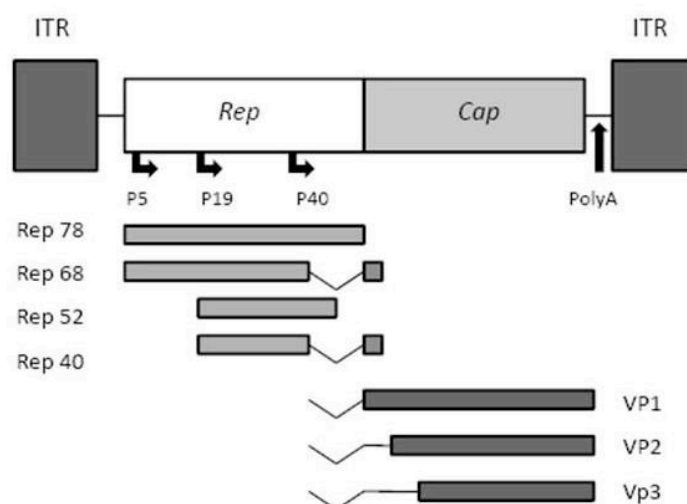 ITR ITR
Rep Cap
P5 P19 P40 PolyA
Rep 78
Rep 68
Rep 52
Rep 40
VP1
VP2
Vp3